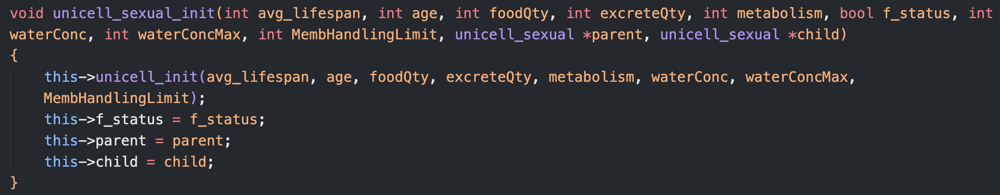 void unicell_sexual_init(int avg_lifespan, int age, int foodQty, int excreteQty, int metabolism, bool f_status, int
waterConc, int waterConcMax, int MembHandlingLimit, unicell_sexual *parent, unicell_sexual *child)
{
    this->unicell_init(avg_lifespan, age, foodQty, excreteQty, metabolism, waterConc, waterConcMax,
    MembHandlingLimit);
    this->f_status = f_status;
    this->parent = parent;
    this->child = child;
}